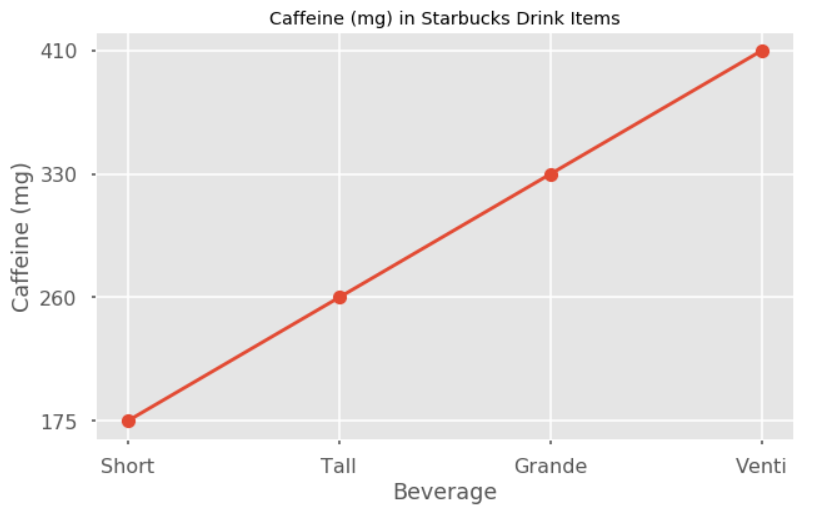 Caffeine (mg) in Starbucks Drink Items
410
330
260
175
Caffeine (mg)
Short Tall Grande Venti
Beverage